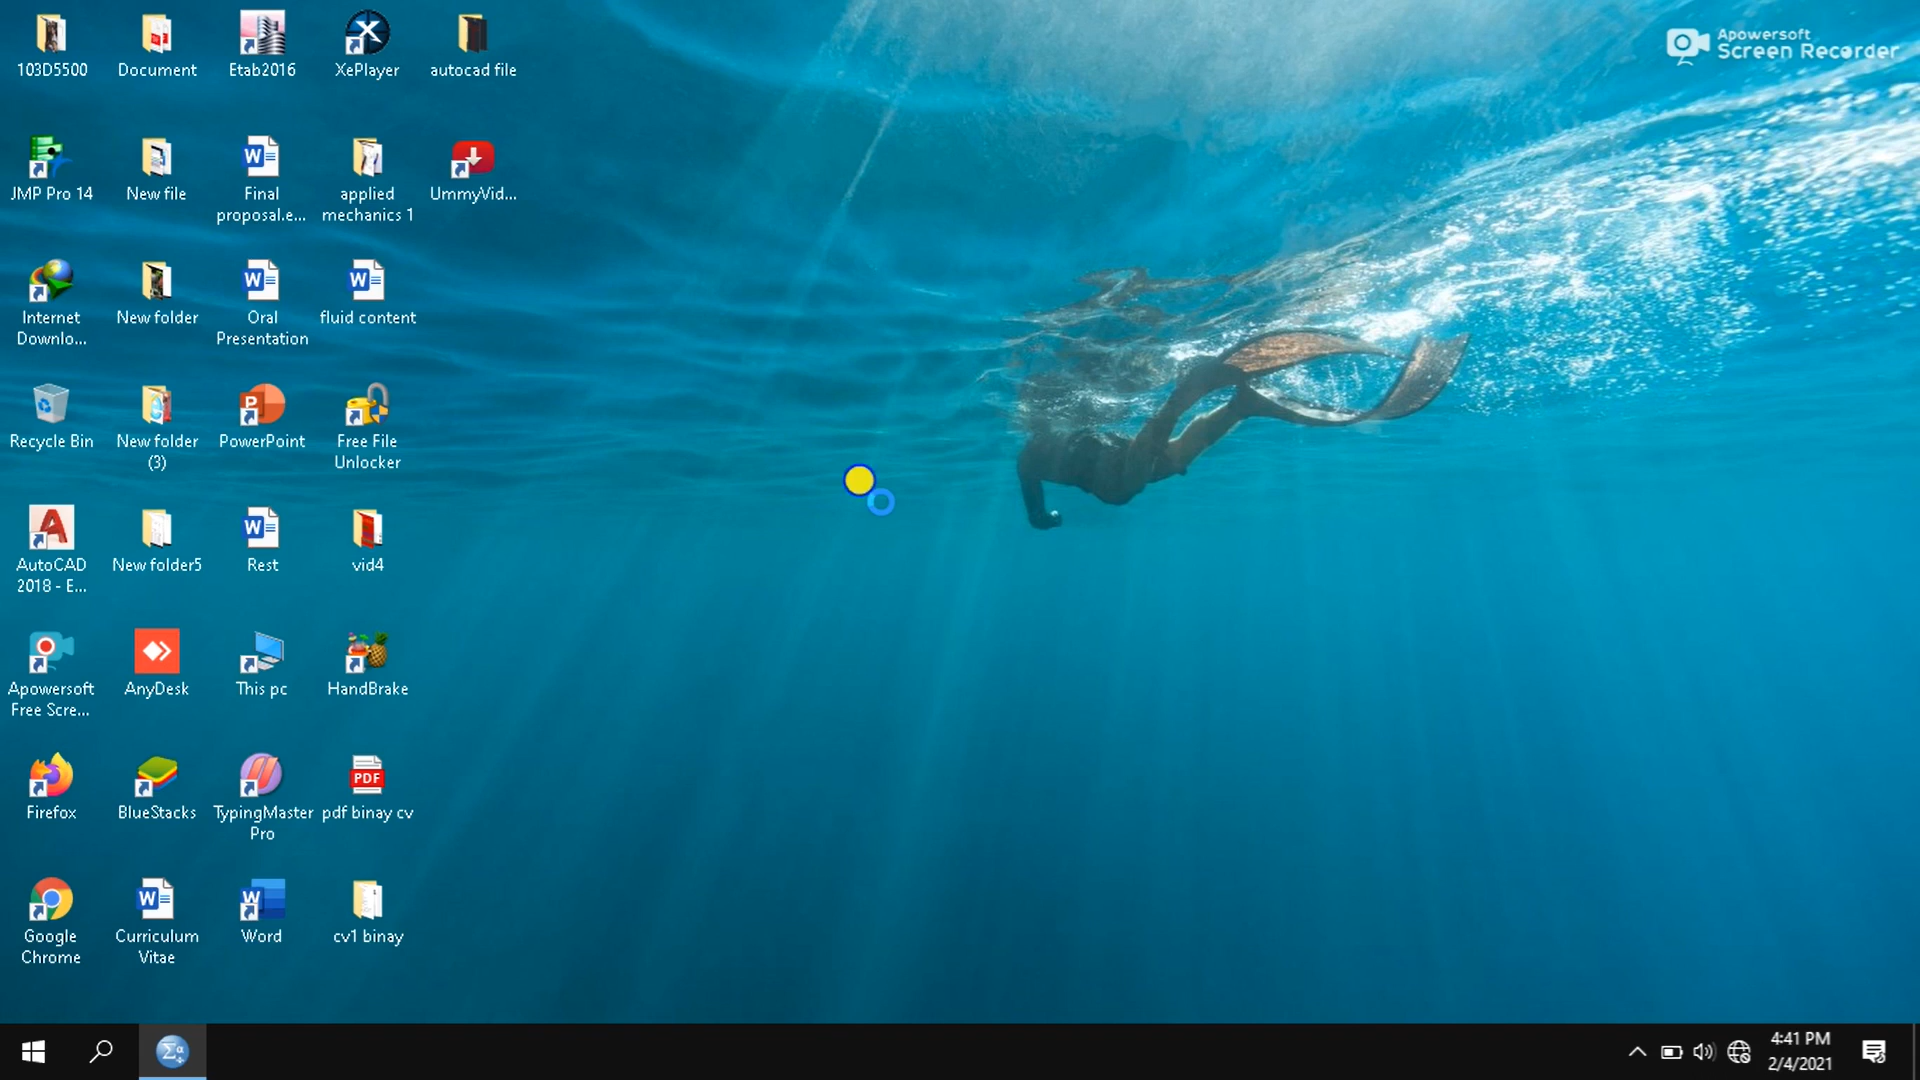 103D5500
Document
Etab2016
XePlayer
autocad file
Apowersoft
Screen Recorder
JMP Pro 14
New file
Final
proposal.e...
applied
mechanics 1
UmmyVid...
Internet
Downlo...
New folder
Oral
Presentation
fluid content
Recycle Bin
New folder
(3)
PowerPoint
Free File
Unlocker
AutoCAD
2018 - E...
New folder5
Rest
vid4
Apowersoft
Free Scre...
AnyDesk
This pc
HandBrake
Firefox
BlueStacks
TypingMaster
Pro
PDF
pdf binay cv
Google
Chrome
Curriculum
Vitae
Word
cv1 binay
4:41 PM
2/4/2021